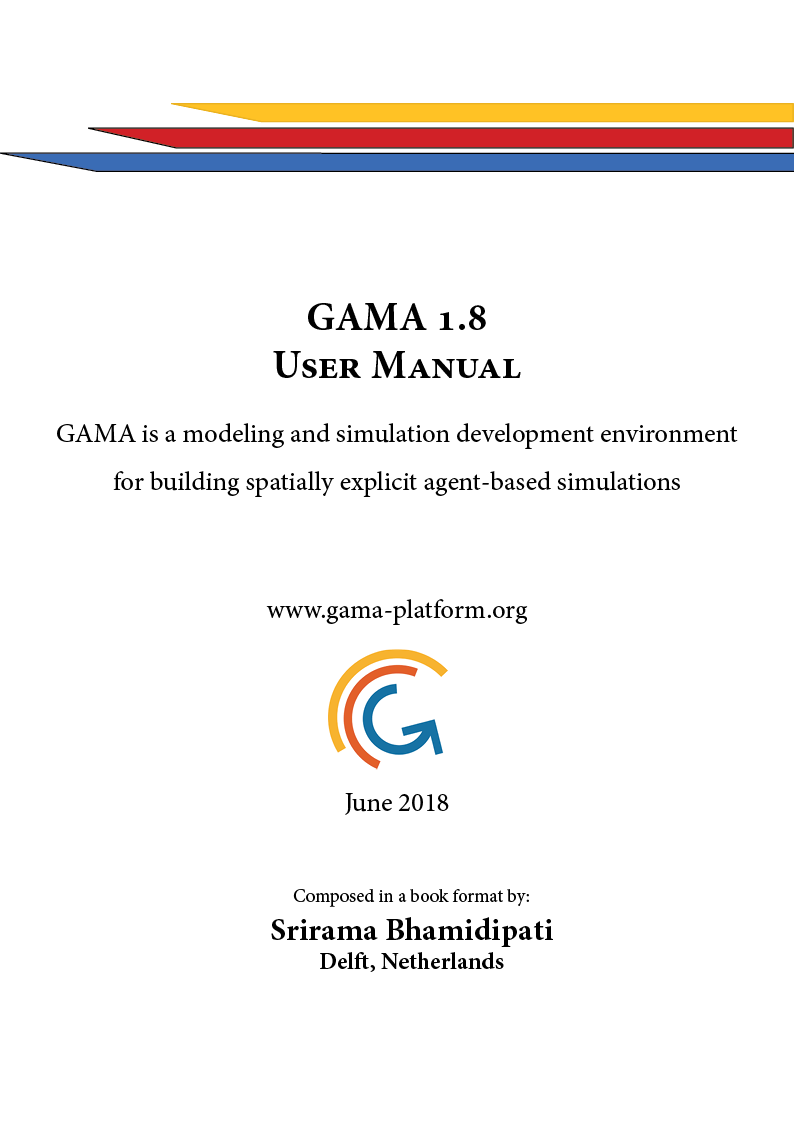 GAMA 1.8
User Manual
GAMA is a modeling and simulation development environment
for building spatially explicit agent-based simulations
www.gama-platform.org
June 2018
Composed in a book format by:
Srirama Bhamidipati
Delft, Netherlands